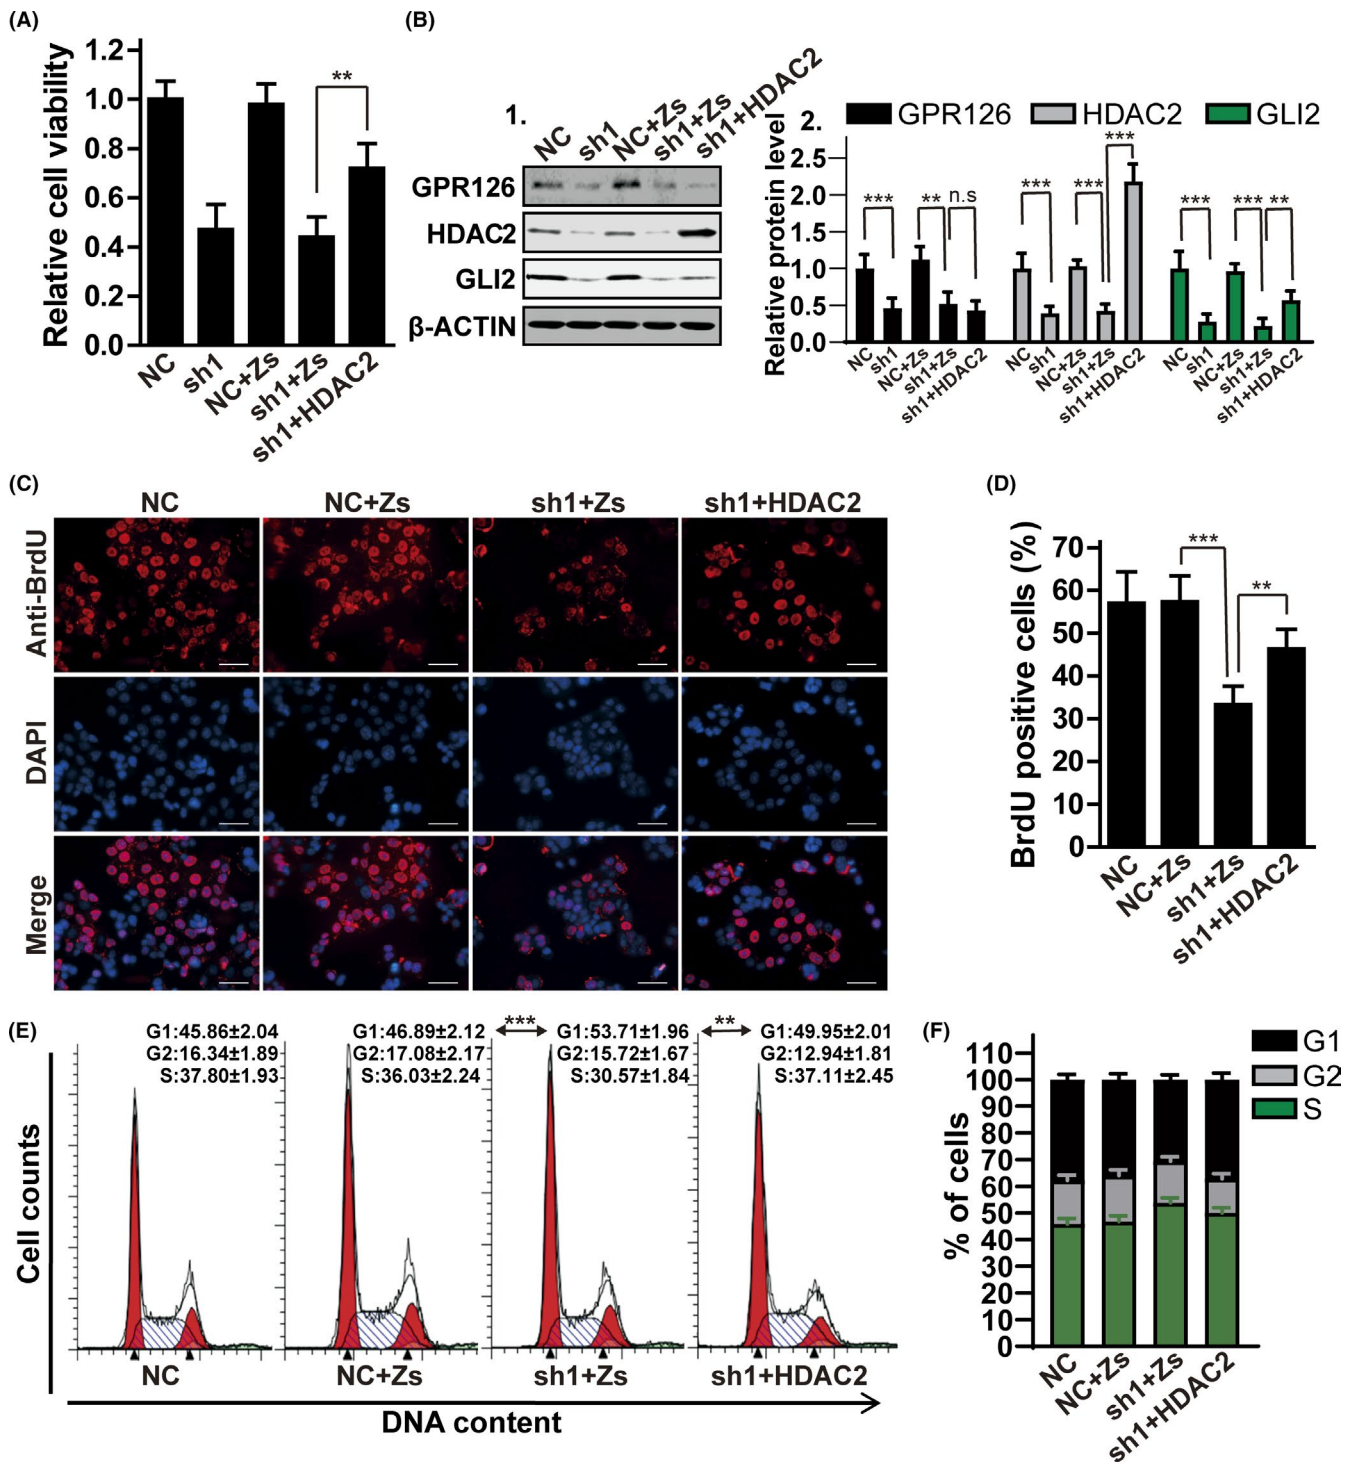 (A)
Relative cell viability
1.2
1.0
0.8
0.6
0.4
0.2
0.0
**
NC
sh1
NC+Zs
sh1+Zs
sh1+HDAC2
(B)
1.
NC
sh1
NC+Zs
sh1+Zs
sh1+HDAC2
GPR126
HDAC2
GLI2
β-ACTIN
2.
GPR126
HDAC2
GLI2
Relative protein level
2.5
2.0
1.5
1.0
0.5
0.0
*** ** n.s
*** *** ***
*** *** **
NC
sh1
NC+Zs
sh1+Zs
sh1+HDAC2
NC
sh1
NC+Zs
sh1+Zs
sh1+HDAC2
NC
sh1
NC+Zs
sh1+Zs
sh1+HDAC2
(C)
NC
NC+Zs
sh1+Zs
sh1+HDAC2
Anti-BrdU
DAPI
Merge
(D)
BrdU positive cells (%)
70
60
50
40
30
20
10
0
***
**
NC
NC+Zs
sh1+Zs
sh1+HDAC2
(E)
Cell counts
G1:45.86±2.04
G2:16.34±1.89
S:37.80±1.93
NC
G1:46.89±2.12
G2:17.08±2.17
S:36.03±2.24
NC+Zs
***
G1:53.71±1.96
G2:15.72±1.67
S:30.57±1.84
sh1+Zs
**
G1:49.95±2.01
G2:12.94±1.81
S:37.11±2.45
sh1+HDAC2
DNA content
(F)
G1
G2
S
% of cells
110
100
90
80
70
60
50
40
30
20
10
0
NC
NC+Zs
sh1+Zs
sh1+HDAC2